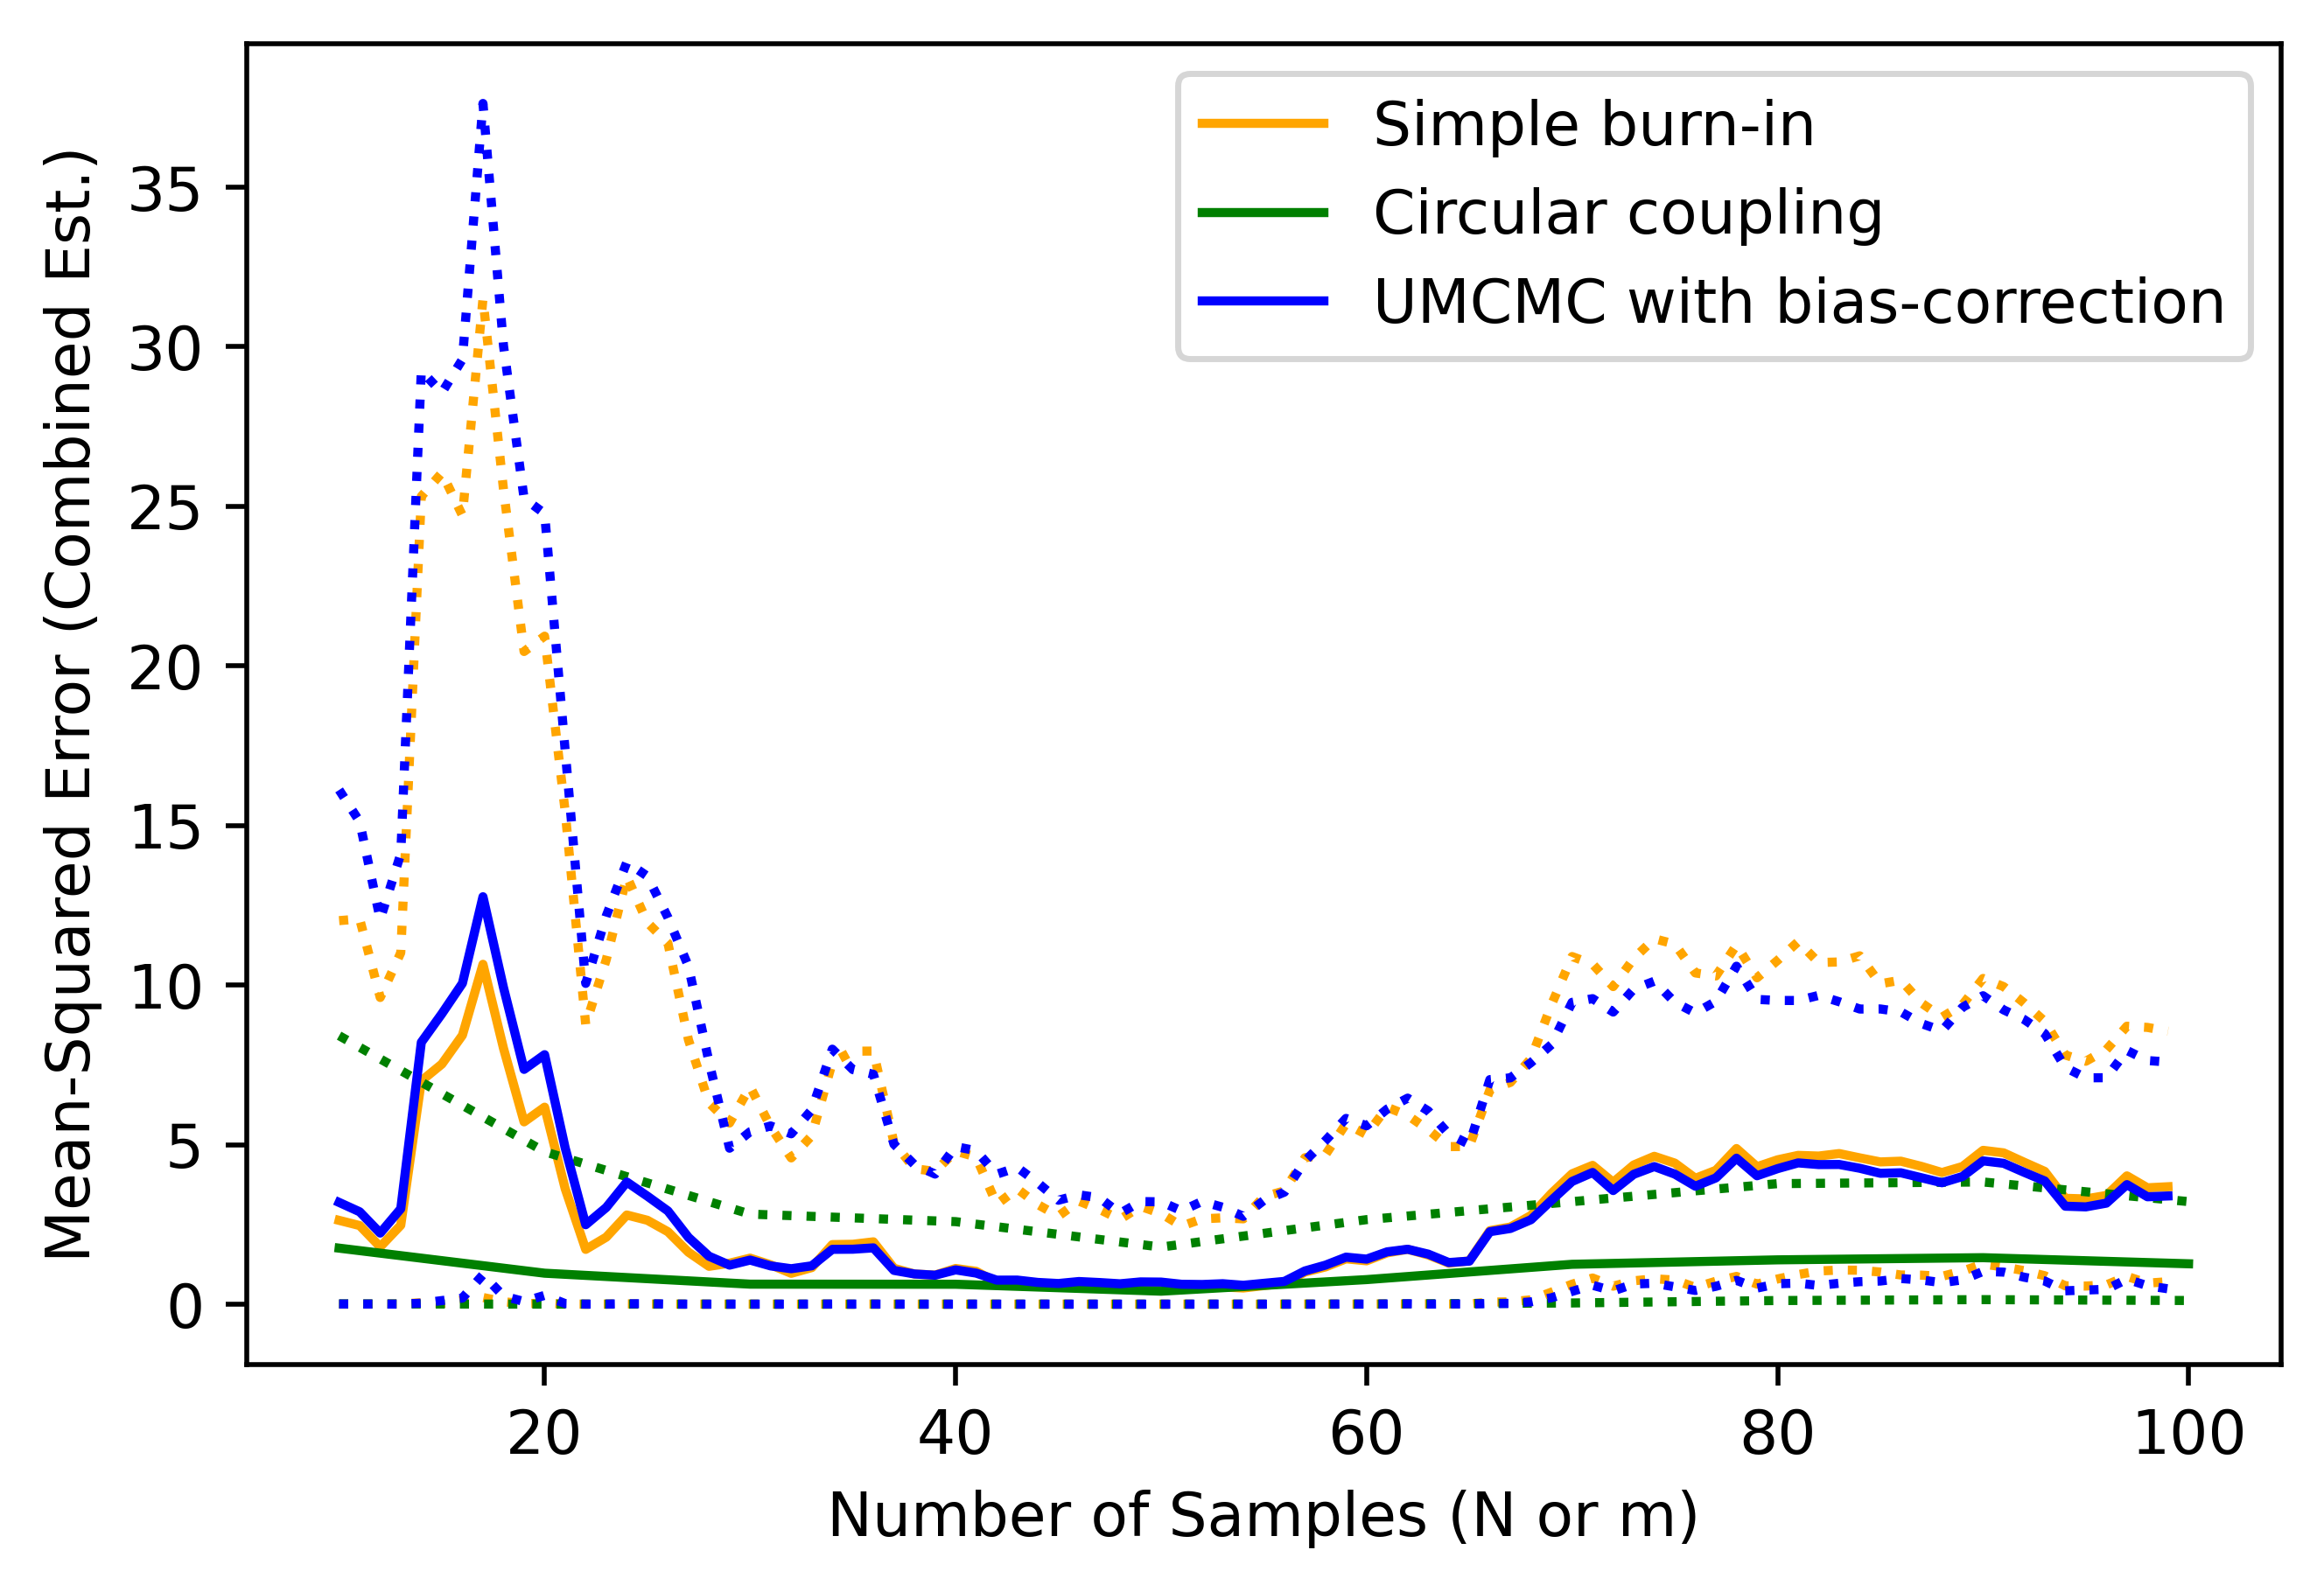 Simple burn-in
Circular coupling
UMCMC with bias-correction
Mean-Squared Error (Combined Est.)
35
30
25
20
15
10
5
0
20 40 60 80 100
Number of Samples (N or m)